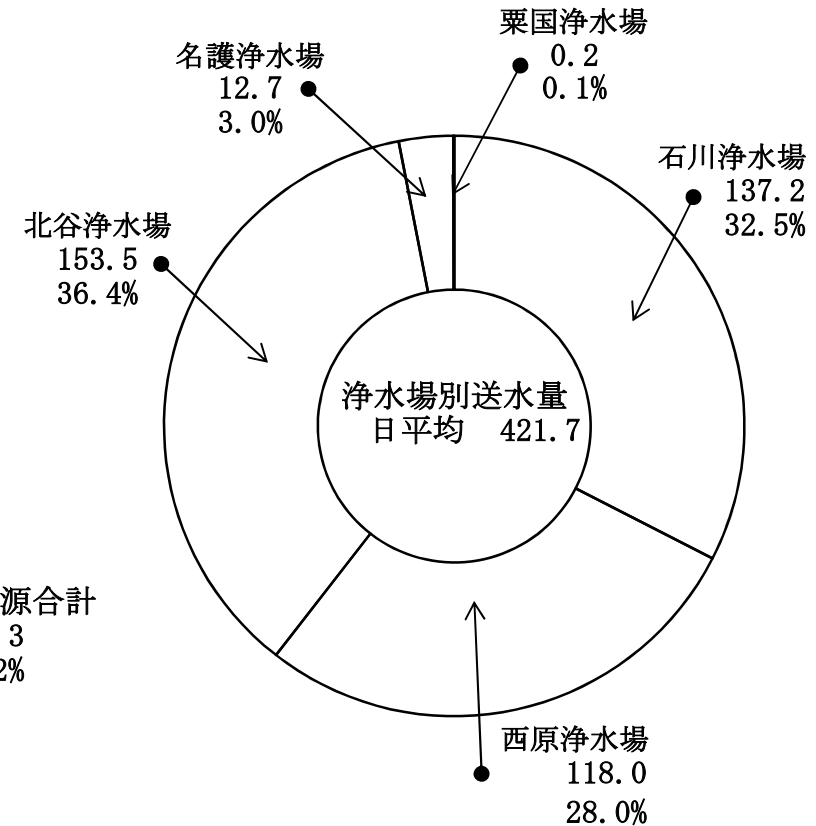 粟国浄水場
0.2
0.1%
名護浄水場
12.7
3.0%
石川浄水場
137.2
32.5%
北谷浄水場
153.5
36.4%
浄水場別送水量
日平均　421.7
源合計
3
2%
西原浄水場
118.0
28.0%